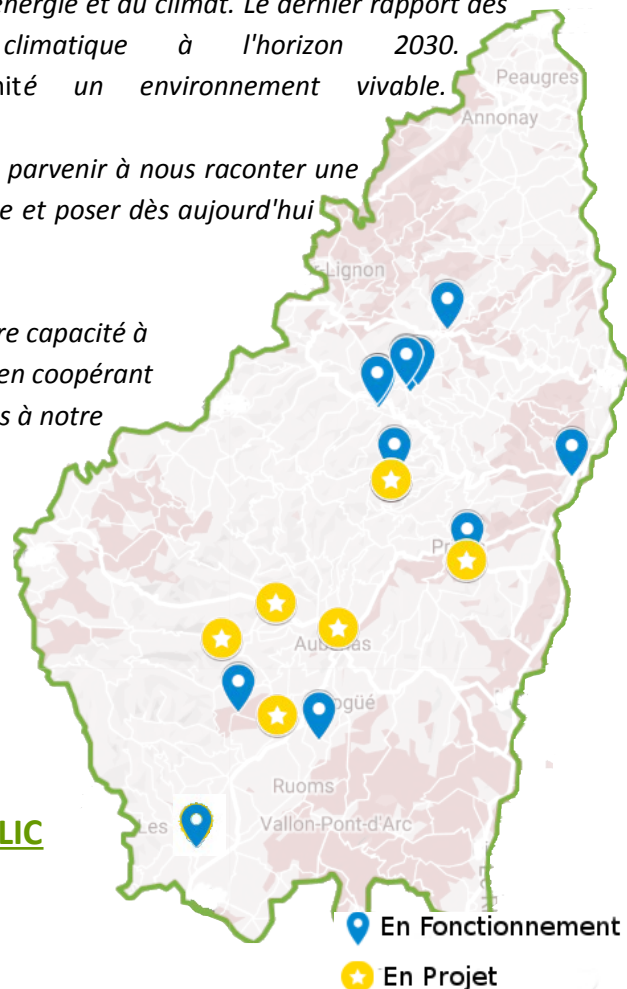 énergie et du climat. Le dernier rapport des
climatique à l'horizon 2030.
nité un environnement vivable.
parvenir à nous raconter une
e et poser dès aujourd'hui
re capacité à
en coopérant
s à notre
Peaugres
Annonay
-Lignon
Pr
Aubenas
ogüé
Ruoms
Les
Vallon-Pont-d'Arc
LIC
En Fonctionnement
En Projet